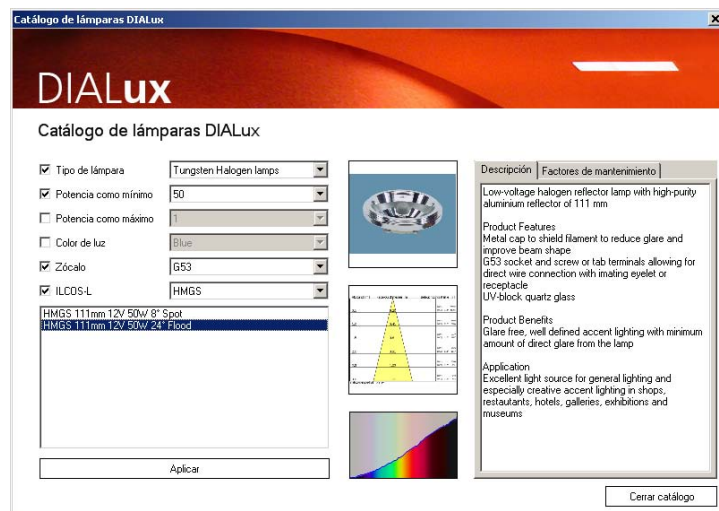 Catálogo de lámparas DIALux
DIALux
Catálogo de lámparas DIALux
Tipo de lámpara
Tungsten Halogen lamps
Potencia como mínimo
50
Potencia como máximo
1
Color de luz
Blue
Zócalo
G53
ILCOS-L
HMGS
HMGS 111mm 12V 50W 8° Spot
HMGS 111mm 12V 50W 24° Flood
Aplicar
Descripción
Factores de mantenimiento
Low-voltage halogen reflector lamp with high-purity
aluminium reflector of 111 mm
Product Features
Metal cap to shield filament to reduce glare and
improve beam shape
G53 socket and screw or tab terminals allowing for
direct wire connection with imating eyelet or
receptacle
UV-block quartz glass
Product Benefits
Glare free, well defined accent lighting with minimum
amount of direct glare from the lamp
Application
Excellent light source for general lighting and
especially creative accent lighting in shops,
restautants, hotels, galleries, exhibitions and
museums
Cerrar catálogo